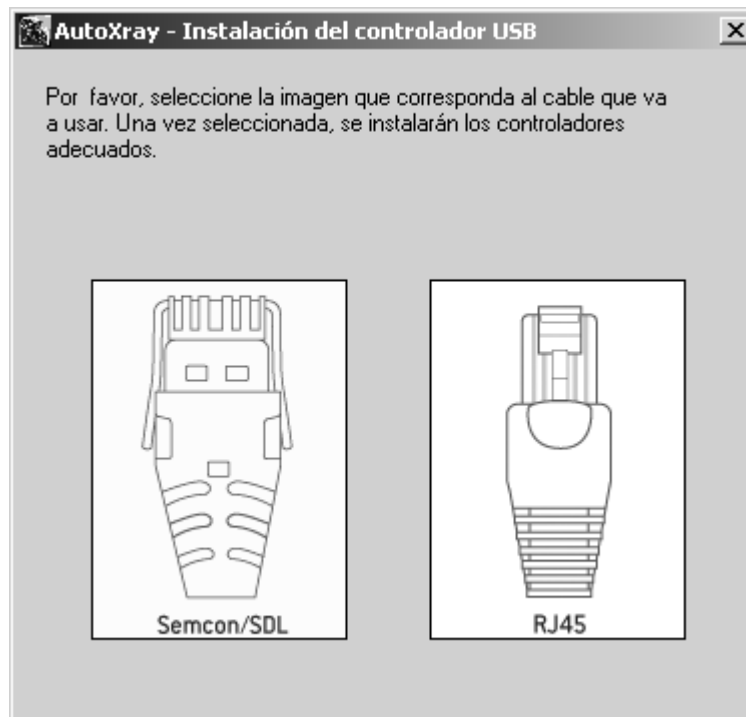 AutoXray - Instalación del controlador USB
Por favor, seleccione la imagen que corresponda al cable que va
a usar. Una vez seleccionada, se instalarán los controladores
adecuados.
Semcon/SDL
RJ45